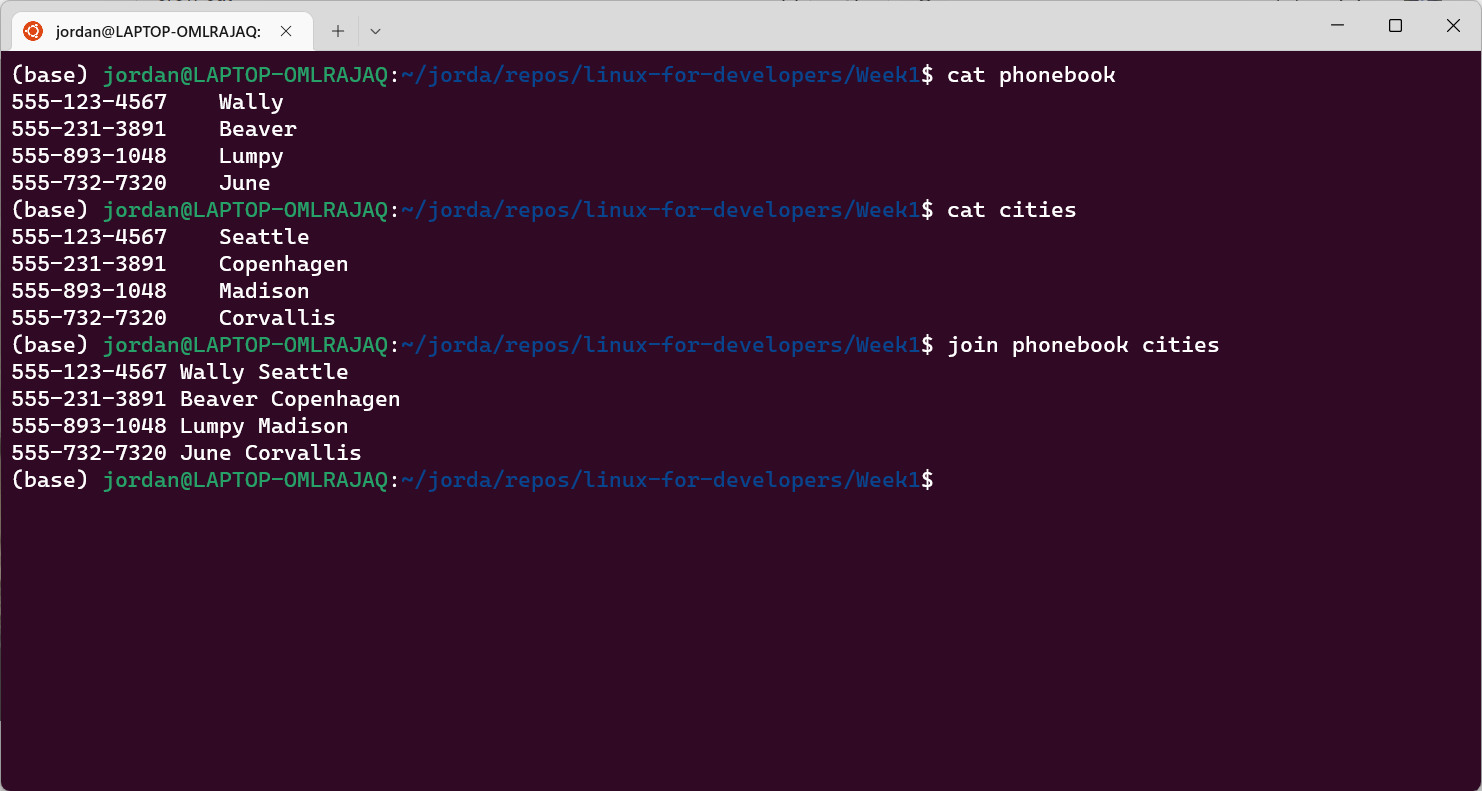 jordan@LAPTOP-OMLRAJAQ:
(base) jordan@LAPTOP-OMLRAJAQ:~/jorda/repos/linux-for-developers/Week1$ cat phonebook
555-123-4567    Wally
555-231-3891    Beaver
555-893-1048    Lumpy
555-732-7320    June
(base) jordan@LAPTOP-OMLRAJAQ:~/jorda/repos/linux-for-developers/Week1$ cat cities
555-123-4567    Seattle
555-231-3891    Copenhagen
555-893-1048    Madison
555-732-7320    Corvallis
(base) jordan@LAPTOP-OMLRAJAQ:~/jorda/repos/linux-for-developers/Week1$ join phonebook cities
555-123-4567 Wally Seattle
555-231-3891 Beaver Copenhagen
555-893-1048 Lumpy Madison
555-732-7320 June Corvallis
(base) jordan@LAPTOP-OMLRAJAQ:~/jorda/repos/linux-for-developers/Week1$